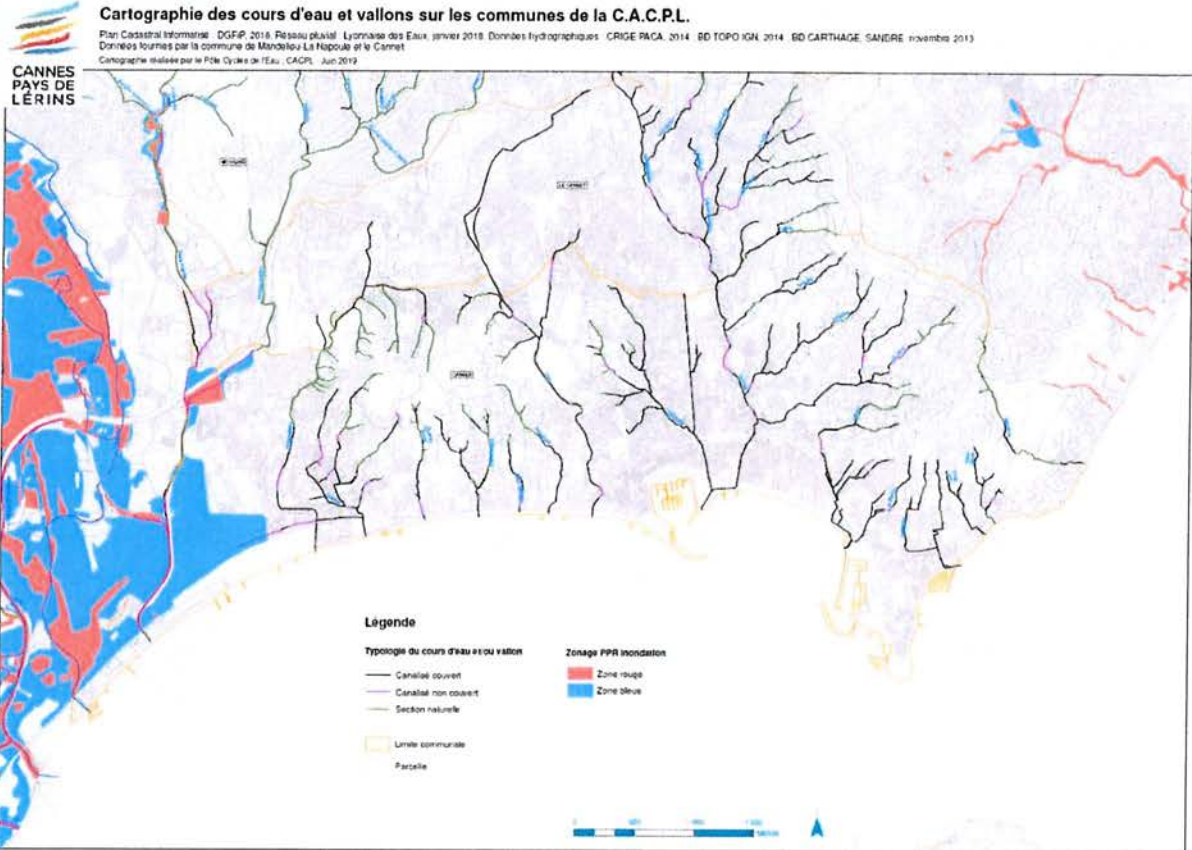 Cartographie des cours d'eau et vallons sur les communes de la C.A.C.P.L.
Plan Cadastral Informatisé : DGFiP, 2018, Réseau pluvial : Lyonnaise des Eaux, janvier 2018, Données hydrographiques : CRIGE PACA, 2014 ; BD TOPO IGN, 2014 ; BD CARTHAGE, SANDRE, novembre 2013
Données fournies par la commune de Mandelieu-La Napoule et le Cannet
Cartographie réalisée par le Pôle Cycles de l'Eau, CACPL, Juin 2019
CANNES
PAYS DE
LÉRINS
LE CANNET
CANNES
Légende
Typologie du cours d'eau et/ou vallon
Canalisé couvert
Canalisé non couvert
Section naturelle
Limite communale
Parcelle
Zonage PPR Inondation
Zone rouge
Zone bleue
0